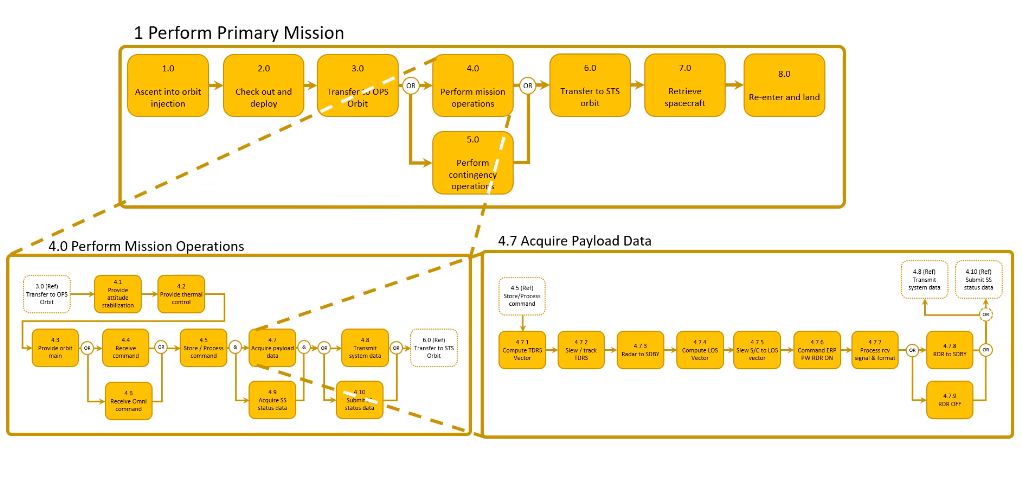 1 Perform Primary Mission
1.0
Ascent into orbit
injection
2.0
Check out and
deploy
3.0
Transfer to OPS
Orbit
OR
4.0
Perform mission
operations
OR
5.0
Perform
contingency
operations
6.0
Transfer to STS
orbit
7.0
Retrieve
spacecraft
8.0
Re-enter and land
4.0 Perform Mission Operations
3.0 (Ref)
Transfer to OPS
Orbit
4.1
Provide
attitude
stabilization
4.2
Provide thermal
control
4.3
Provide orbit
main
OR
4.4
Receive
command
OR
4.5
Store / Process
command
&
4.7
Acquire payload
data
&
OR
4.8
Transmit
system data
OR
6.0 (Ref)
Transfer to STS
Orbit
Receive Omni
command
4.9
Acquire SS
status data
4.10
status data
4.7 Acquire Payload Data
4.5 (Ref)
Store/Process
command
4.8 (Ref)
Transmit
system data
4.10 (Ref)
Submit SS
status data
OR
4.7.1
Compute TDRS
Vector
4.7.2
Slew / track
TDRS
4.7.3
Radar to SDBY
4.7.4
Compute LOS
Vector
4.7.5
Slew S/C to LOS
vector
4.7.6
Command ERP
PW RDR ON
4.7.7
Process rcv
signal & format
OR
4.7.8
RDR to SDBY
OR
4.7.9
RDR OFF